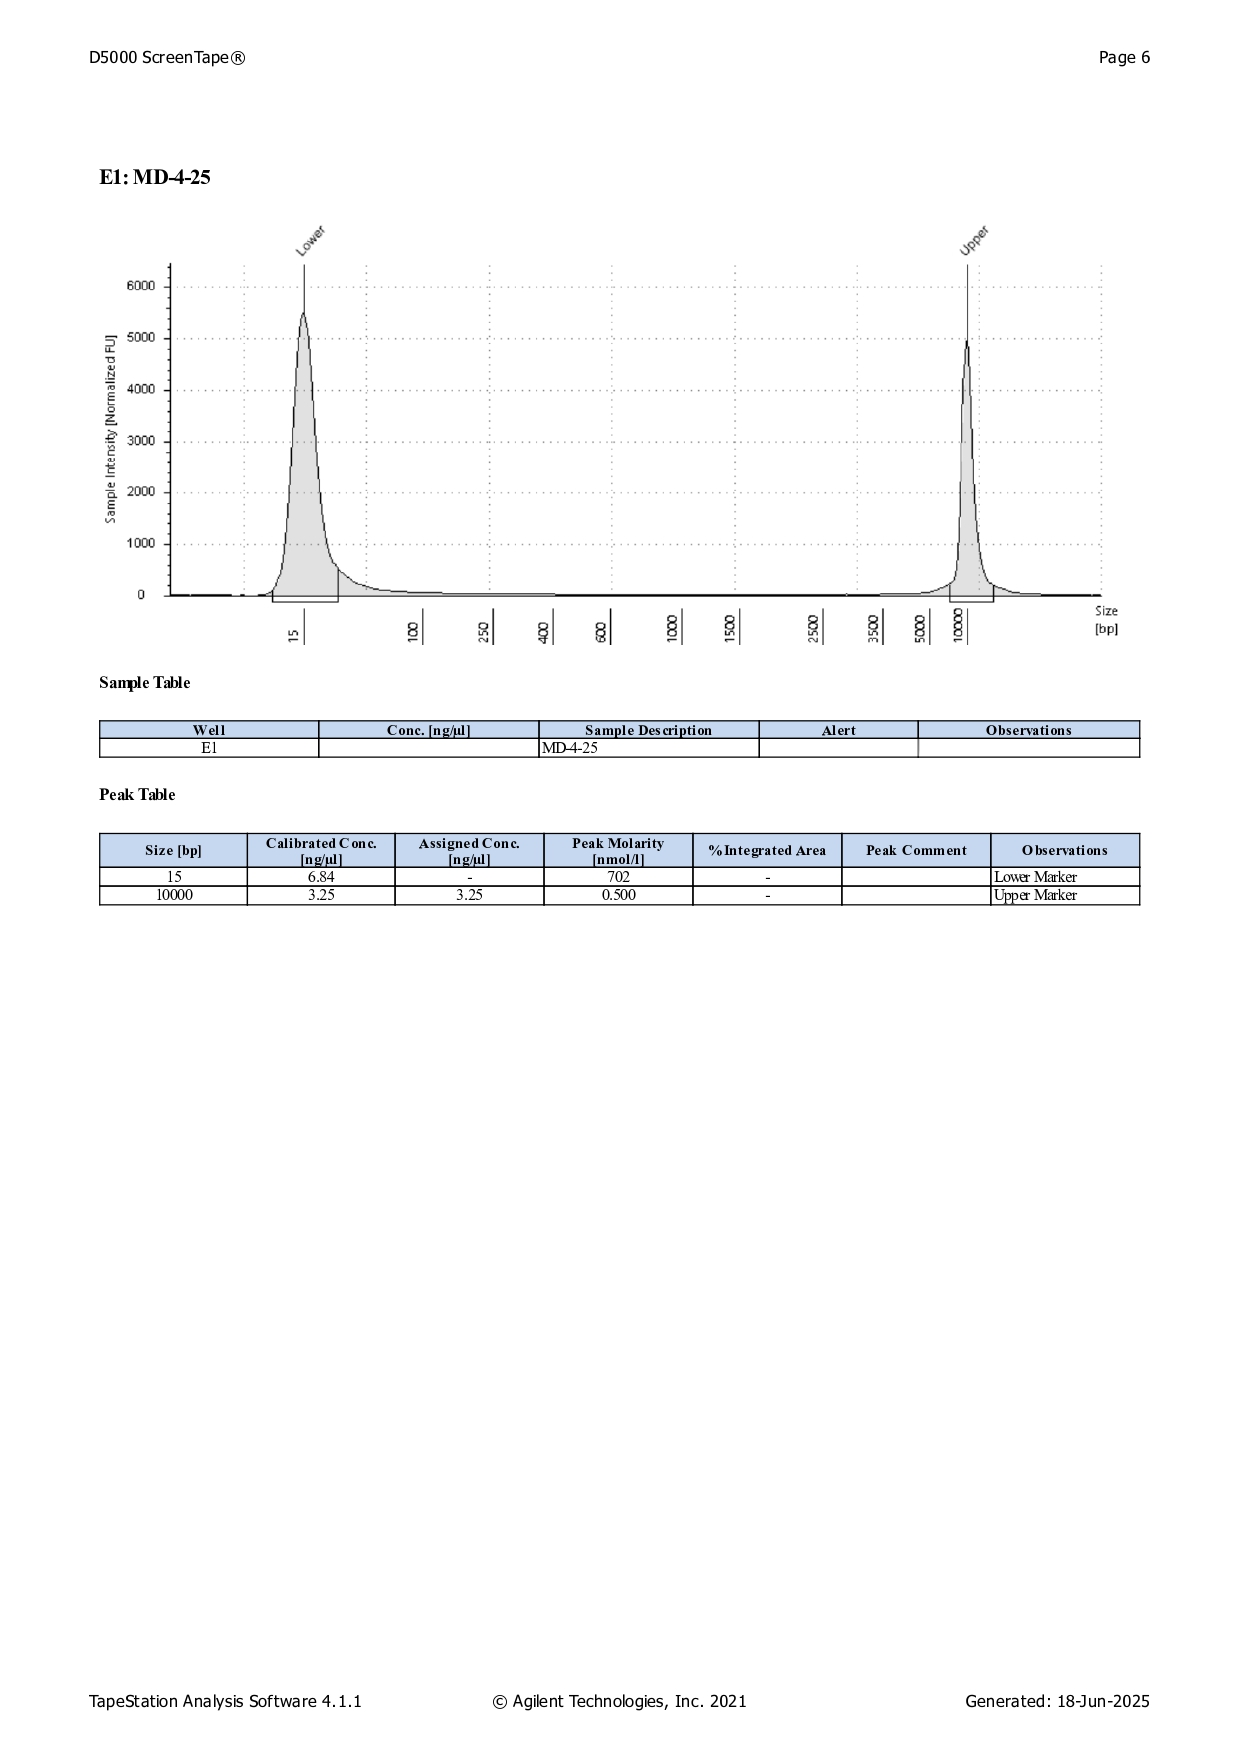 D5000 ScreenTape® Page 6
E1: MD-4-25
Lower Upper
Sample Intensity [Normalized FU]
6000
5000
4000
3000
2000
1000
0
15 100 250 400 600 1000 1500 2500 3500 5000 10000
Size
[bp]
Sample Table
Well Conc. [ng/µl] Sample Description Alert Observations
E1 MD-4-25
Peak Table
Size [bp] Calibrated Conc. [ng/µl] Assigned Conc. [ng/µl] Peak Molarity [nmol/l] % Integrated Area Peak Comment Observations
15 6.84 - 702 - Lower Marker
10000 3.25 3.25 0.500 - Upper Marker
TapeStation Analysis Software 4.1.1 © Agilent Technologies, Inc. 2021 Generated: 18-Jun-2025